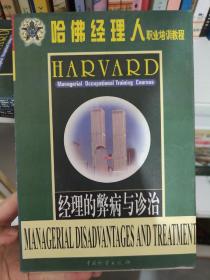 哈佛经理人职业培训教程
HARVARD
Managerial Occupational Training Courses
经理的弊病与诊治
MANAGERIAL DISADVANTAGES AND TREATMENT